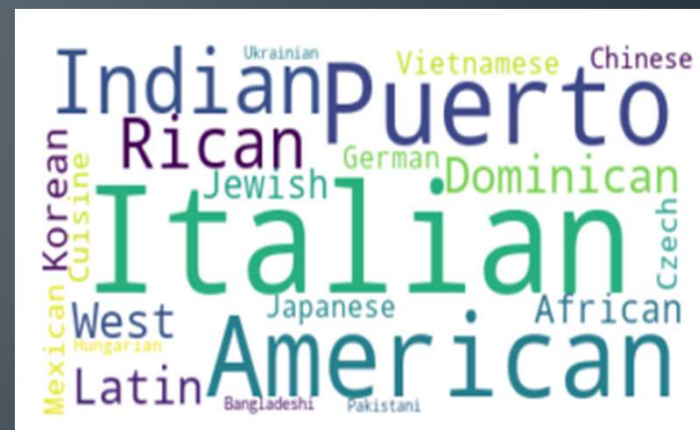 Ukrainian
Indian
Puerto
Vietnamese
Chinese
Rican
German
Dominican
Korean
Cuisine
Jewish
Italian
Czech
Mexican
West
Japanese
African
Hungarian
American
Latin
Bangladeshi
Pakistani